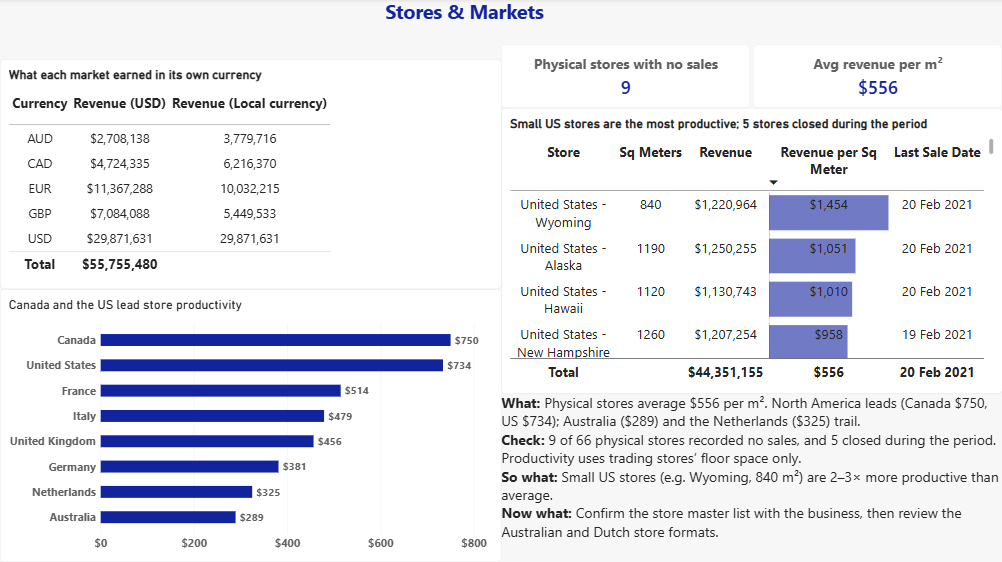 Stores & Markets
What each market earned in its own currency
Currency Revenue (USD) Revenue (Local currency)
AUD $2,708,138 3,779,716
CAD $4,724,335 6,216,370
EUR $11,367,288 10,032,215
GBP $7,084,088 5,449,533
USD $29,871,631 29,871,631
Total $55,755,480
Canada and the US lead store productivity
Canada $750
United States $734
France $514
Italy $479
United Kingdom $456
Germany $381
Netherlands $325
Australia $289
$0 $200 $400 $600 $800
Physical stores with no sales
9
Avg revenue per m²
$556
Small US stores are the most productive; 5 stores closed during the period
Store Sq Meters Revenue Revenue per Sq Last Sale Date
Meter
United States - 840 $1,220,964 $1,454 20 Feb 2021
Wyoming
United States - 1190 $1,250,255 $1,051 20 Feb 2021
Alaska
United States - 1120 $1,130,743 $1,010 20 Feb 2021
Hawaii
United States - 1260 $1,207,254 $958 19 Feb 2021
New Hampshire
Total $44,351,155 $556 20 Feb 2021
What: Physical stores average $556 per m². North America leads (Canada $750,
US $734); Australia ($289) and the Netherlands ($325) trail.
Check: 9 of 66 physical stores recorded no sales, and 5 closed during the period.
Productivity uses trading stores' floor space only.
So what: Small US stores (e.g. Wyoming, 840 m²) are 2–3× more productive than
average.
Now what: Confirm the store master list with the business, then review the
Australian and Dutch store formats.